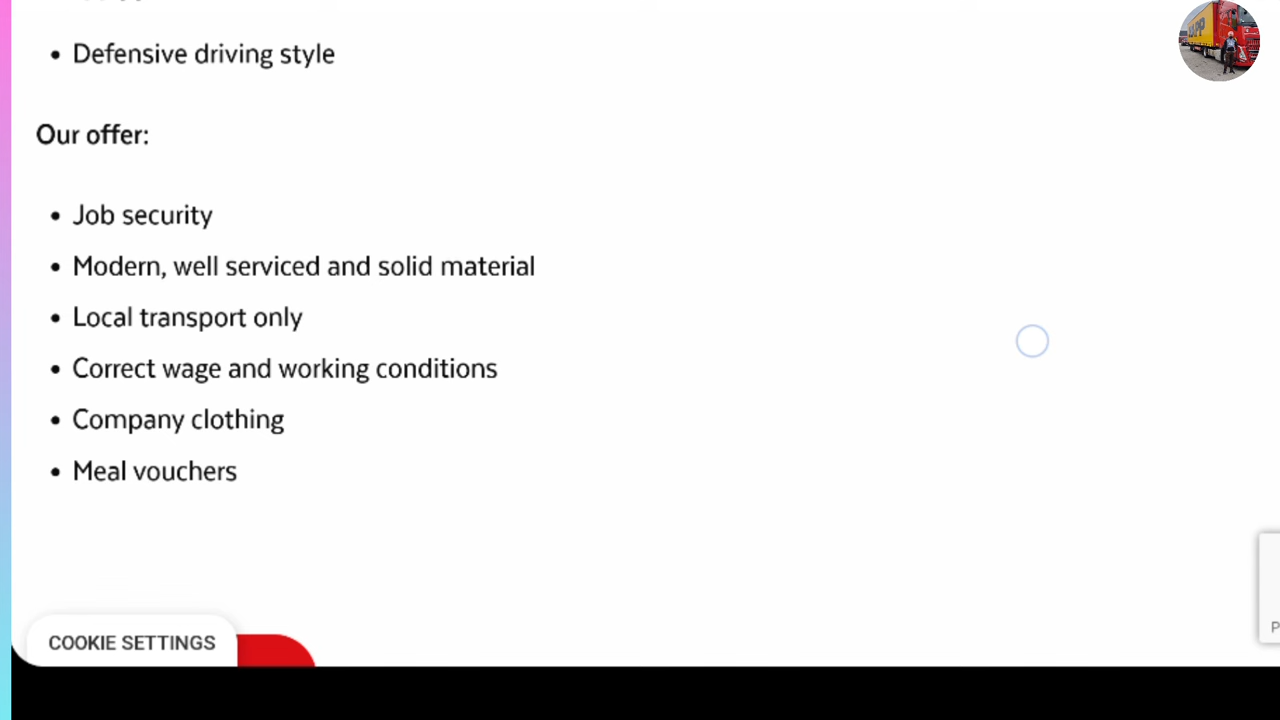 • Defensive driving style
Our offer:
• Job security
• Modern, well serviced and solid material
• Local transport only
• Correct wage and working conditions
• Company clothing
• Meal vouchers
COOKIE SETTINGS